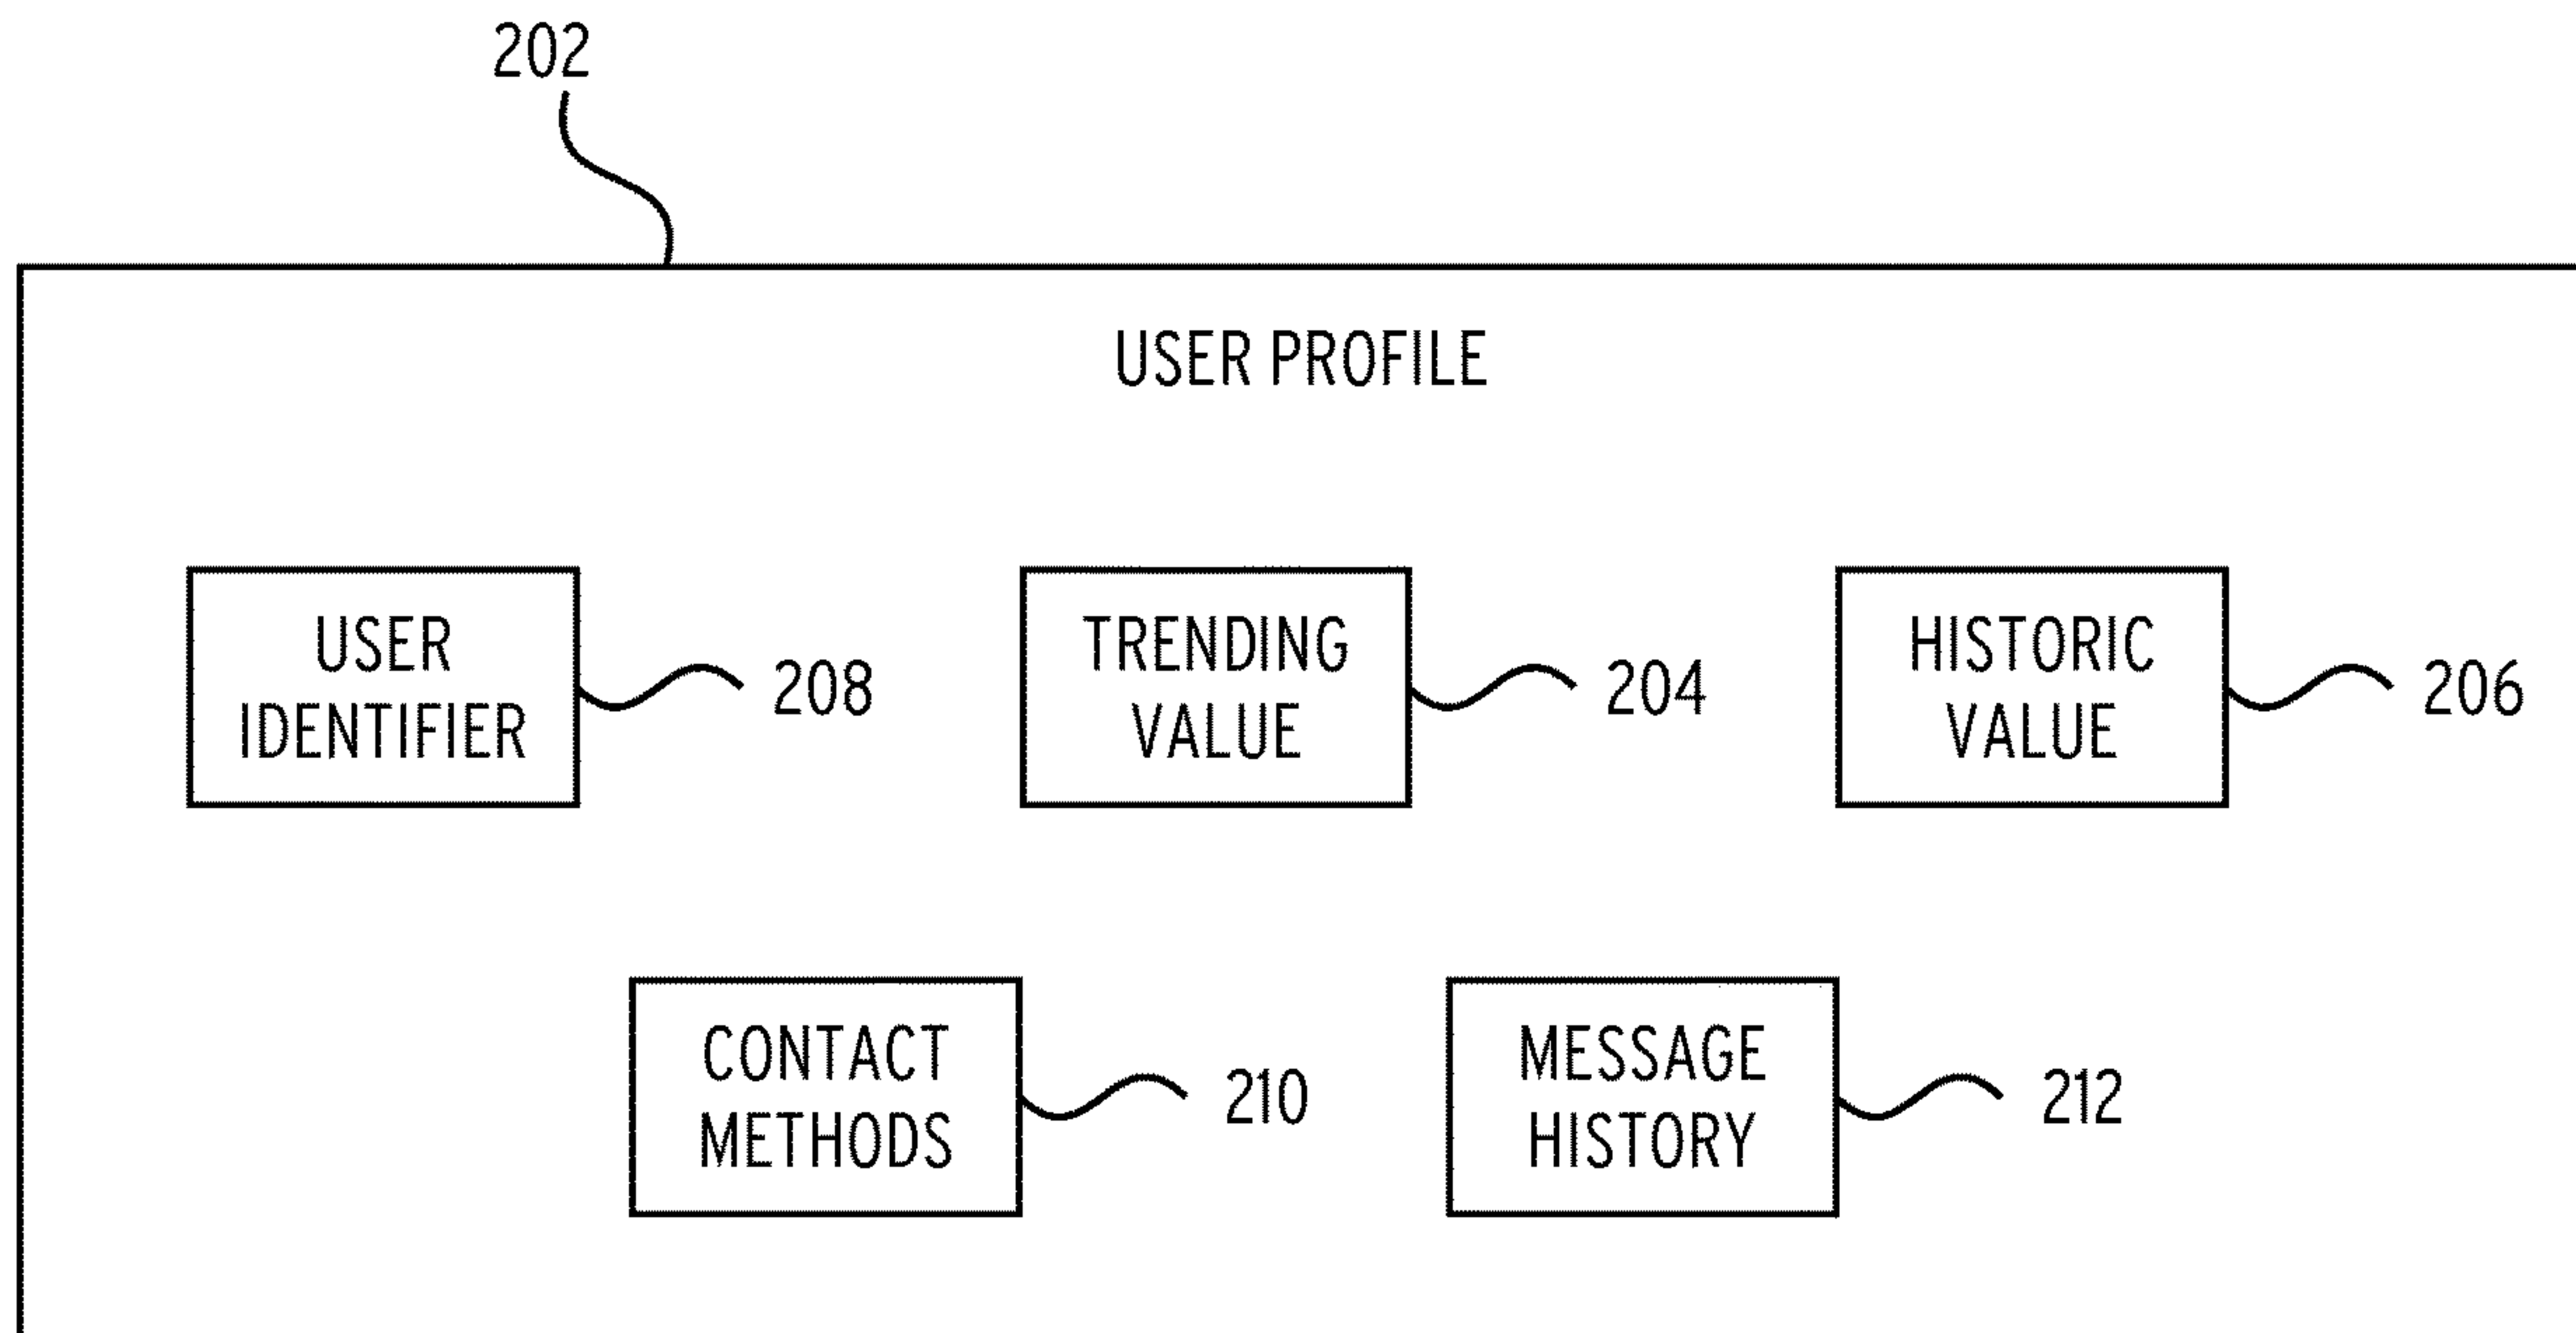 202
USER PROFILE
USER
IDENTIFIER
208
TRENDING
VALUE
204
HISTORIC
VALUE
206
CONTACT
METHODS
210
MESSAGE
HISTORY
212